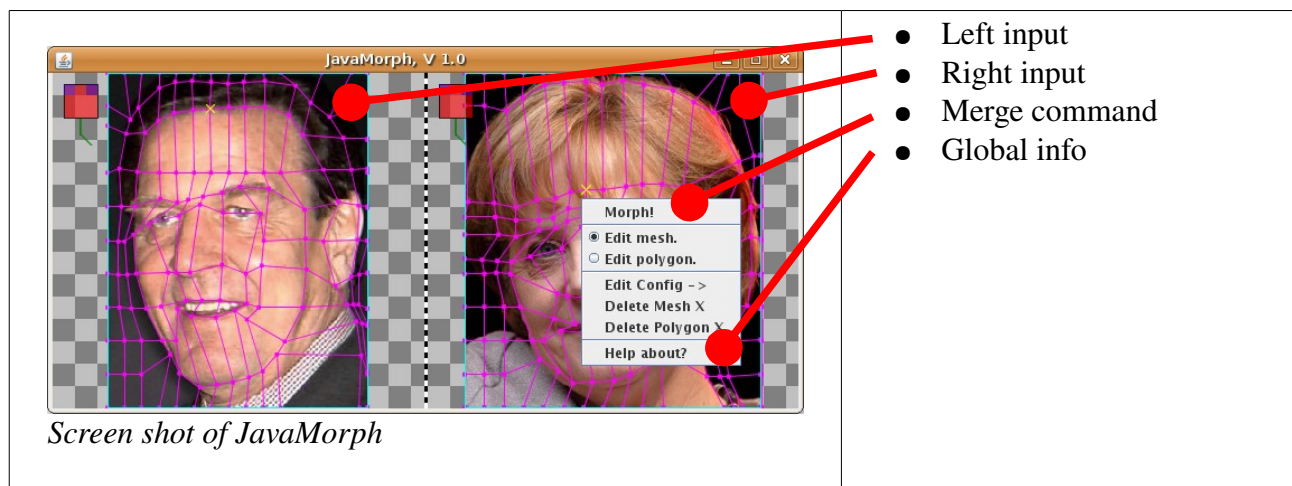 JavaMorph, V 1.0
Morph!
Edit mesh.
Edit polygon.
Edit Config ->
Delete Mesh X
Delete Polygon X
Help about?
Screen shot of JavaMorph
● Left input
● Right input
● Merge command
● Global info